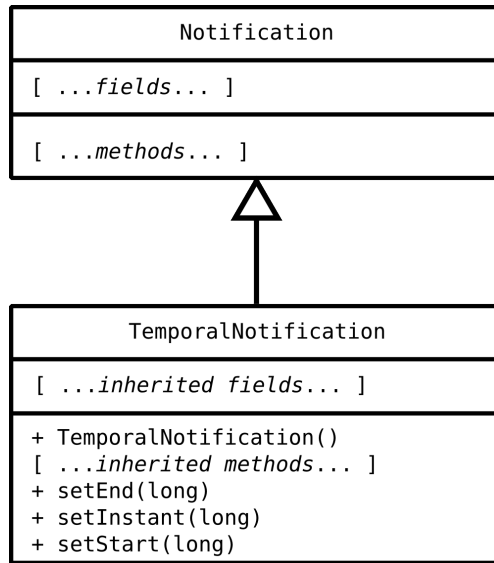 Notification
[ ...fields... ]
[ ...methods... ]
TemporalNotification
[ ...inherited fields... ]
+ TemporalNotification()
[ ...inherited methods... ]
+ setEnd(long)
+ setInstant(long)
+ setStart(long)